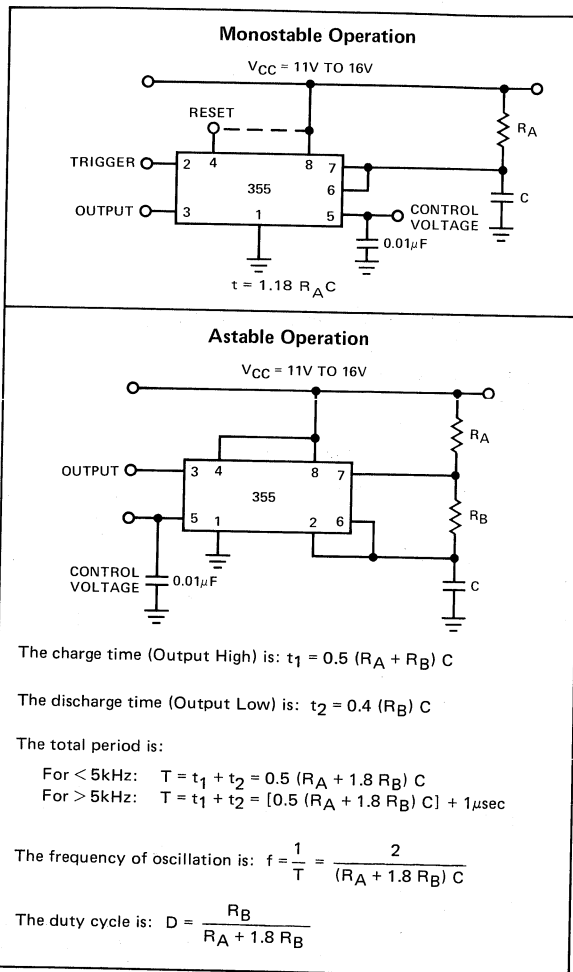 Monostable Operation
VCC = 11V TO 16V
RESET
RA
TRIGGER
2
4
8
7
355
6
C
OUTPUT
3
1
5
CONTROL
VOLTAGE
0.01μF
t = 1.18 RAC
Astable Operation
VCC = 11V TO 16V
RA
OUTPUT
3
4
8
7
355
RB
5
1
2
6
CONTROL
VOLTAGE
0.01μF
C
The charge time (Output High) is: t1 = 0.5 (RA + RB) C
The discharge time (Output Low) is: t2 = 0.4 (RB) C
The total period is:
For < 5kHz: T = t1 + t2 = 0.5 (RA + 1.8 RB) C
For > 5kHz: T = t1 + t2 = [0.5 (RA + 1.8 RB) C] + 1μsec
The frequency of oscillation is: f = 1/T = 2/(RA + 1.8 RB) C
The duty cycle is: D = RB/RA + 1.8 RB